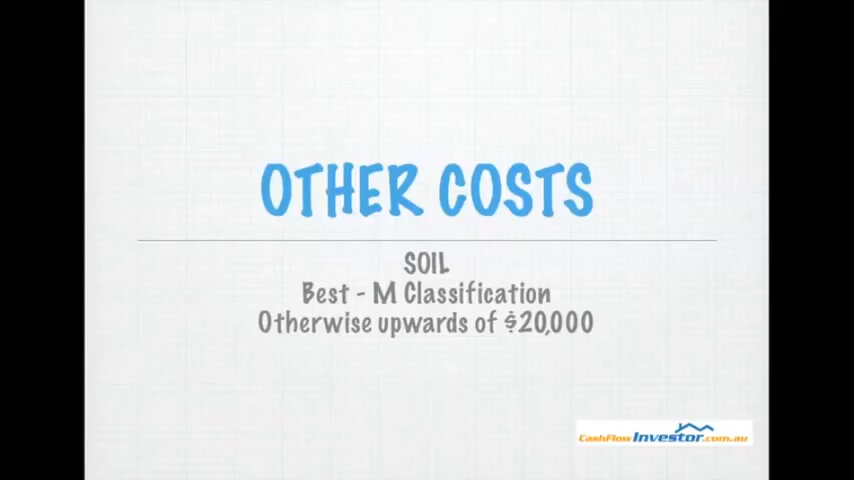 OTHER COSTS
SOIL
Best - M Classification
Otherwise upwards of $20,000
CashFlowInvestor.com.au